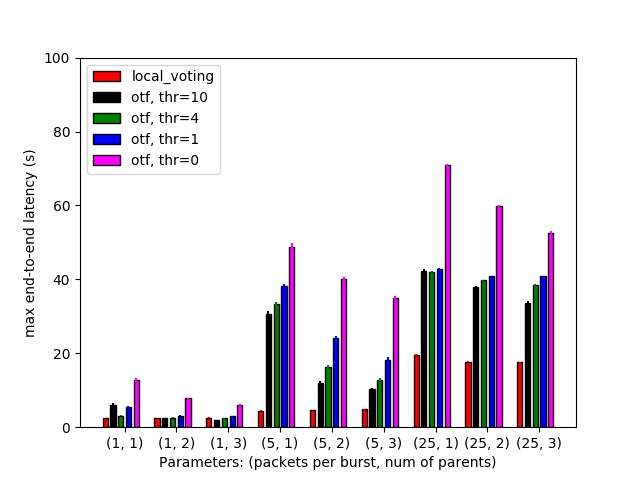 100
80
60
40
20
0
max end-to-end latency (s)
local_voting
otf, thr=10
otf, thr=4
otf, thr=1
otf, thr=0
(1, 1) (1, 2) (1, 3) (5, 1) (5, 2) (5, 3) (25, 1) (25, 2) (25, 3)
Parameters: (packets per burst, num of parents)